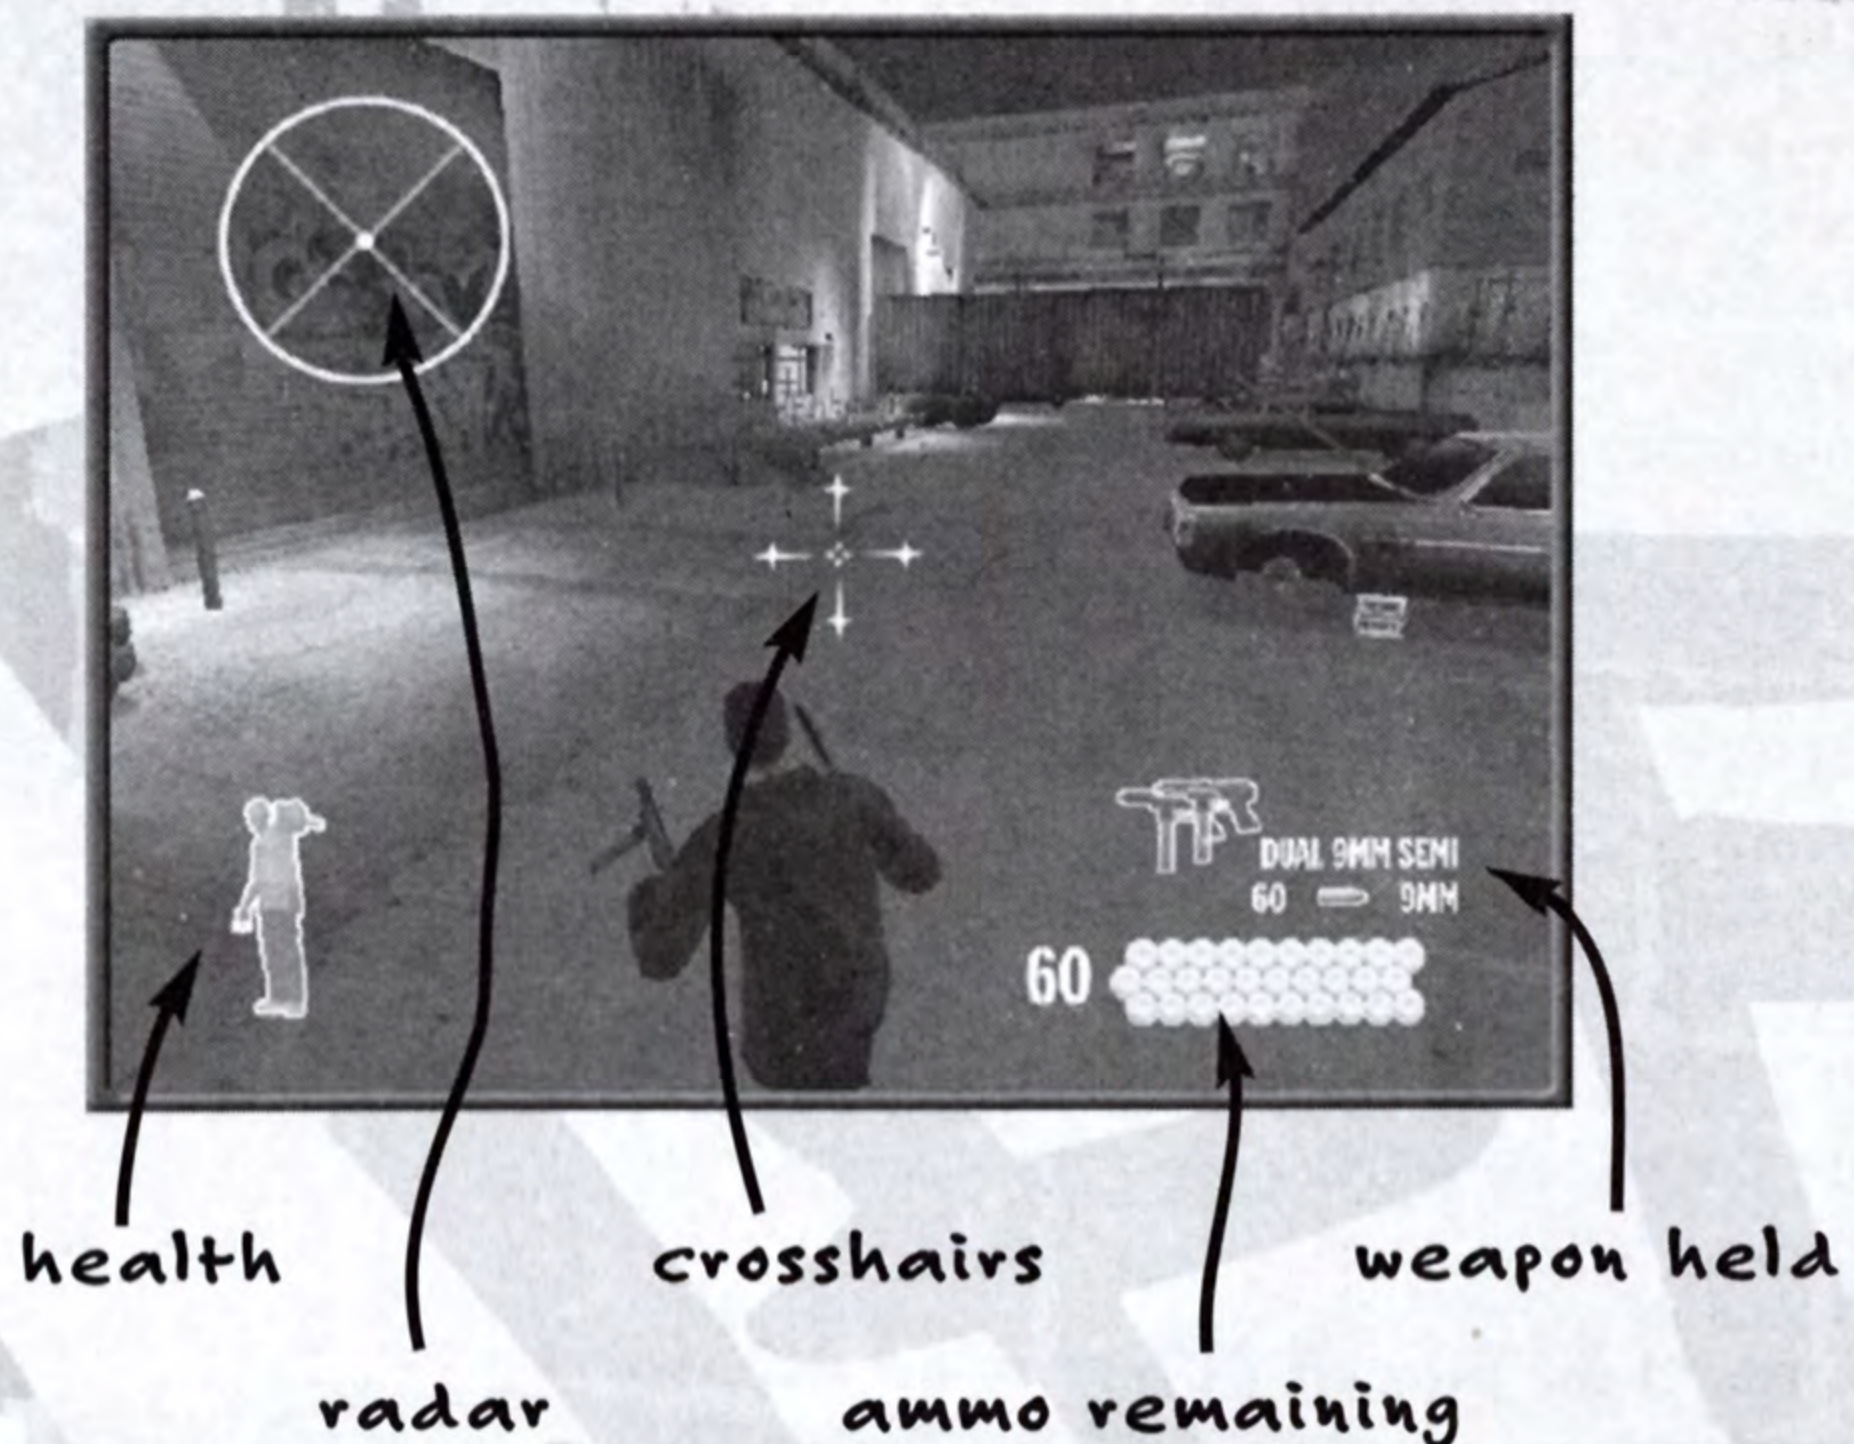 DUAL 9MM SEMI
60 9MM
60
health
crosshairs
weapon held
radar
ammo remaining